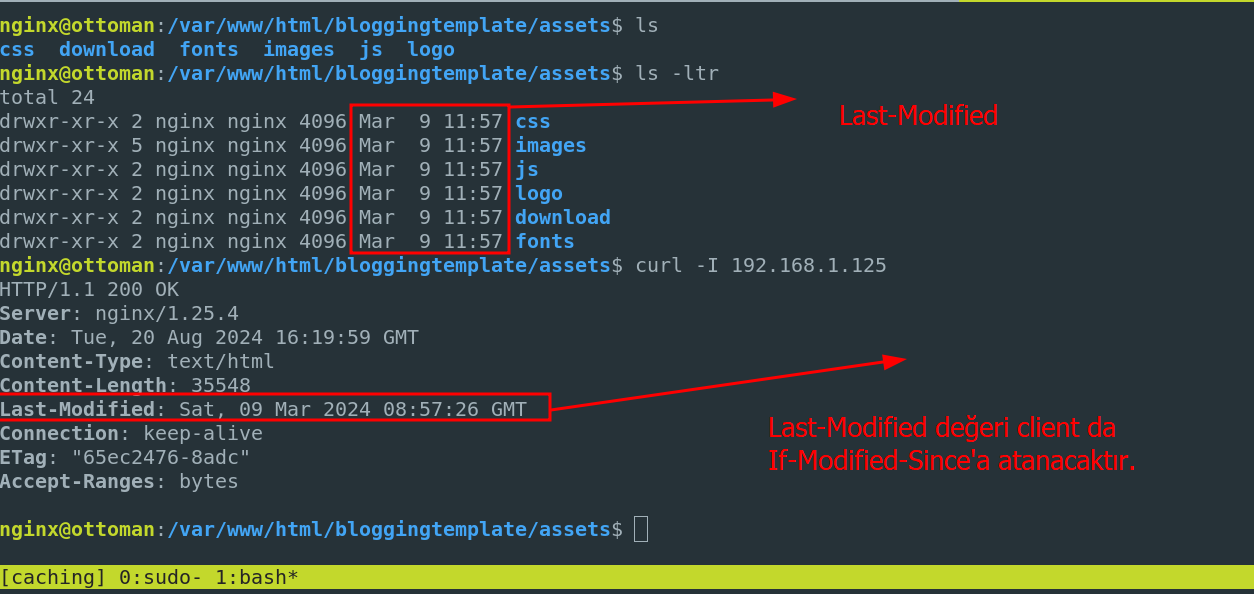 nginx@ottoman:/var/www/html/bloggingtemplate/assets$ ls
css  download  fonts  images  js  logo
nginx@ottoman:/var/www/html/bloggingtemplate/assets$ ls -ltr
total 24
drwxr-xr-x 2 nginx nginx 4096 Mar  9 11:57 css
Last-Modified
drwxr-xr-x 5 nginx nginx 4096 Mar  9 11:57 images
drwxr-xr-x 2 nginx nginx 4096 Mar  9 11:57 js
drwxr-xr-x 2 nginx nginx 4096 Mar  9 11:57 logo
drwxr-xr-x 2 nginx nginx 4096 Mar  9 11:57 download
drwxr-xr-x 2 nginx nginx 4096 Mar  9 11:57 fonts
nginx@ottoman:/var/www/html/bloggingtemplate/assets$ curl -I 192.168.1.125
HTTP/1.1 200 OK
Server: nginx/1.25.4
Date: Tue, 20 Aug 2024 16:19:59 GMT
Content-Type: text/html
Content-Length: 35548
Last-Modified: Sat, 09 Mar 2024 08:57:26 GMT
Connection: keep-alive
ETag: "65ec2476-8adc"
Accept-Ranges: bytes
Last-Modified değeri client da
If-Modified-Since'a atanacaktır.
nginx@ottoman:/var/www/html/bloggingtemplate/assets$
[caching] 0:sudo- 1:bash*